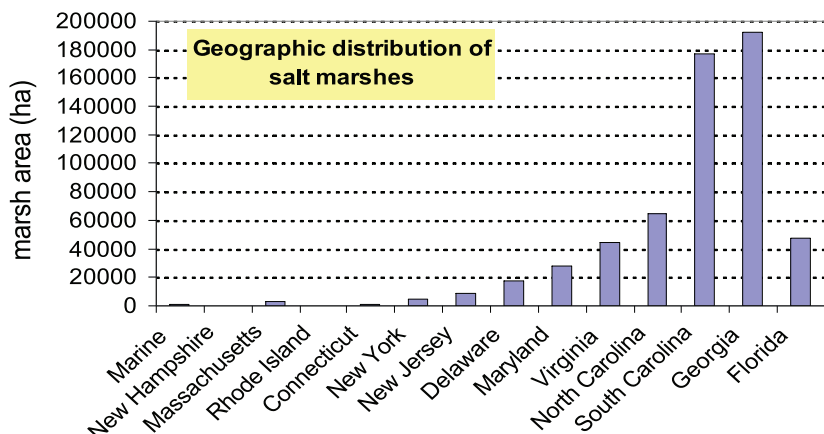 Geographic distribution of
salt marshes
marsh area (ha)
200000
180000
160000
140000
120000
100000
80000
60000
40000
20000
0
Marine
New Hampshire
Massachusetts
Rhode Island
Connecticut
New York
New Jersey
Delaware
Maryland
Virginia
North Carolina
South Carolina
Georgia
Florida